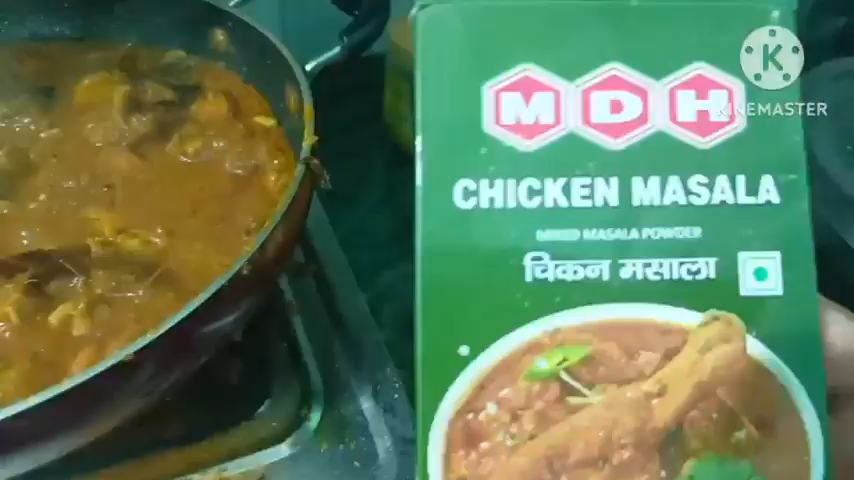 K
KINEMASTER
MDH
CHICKEN MASALA
MIXED MASALA POWDER
चिकन मसाला